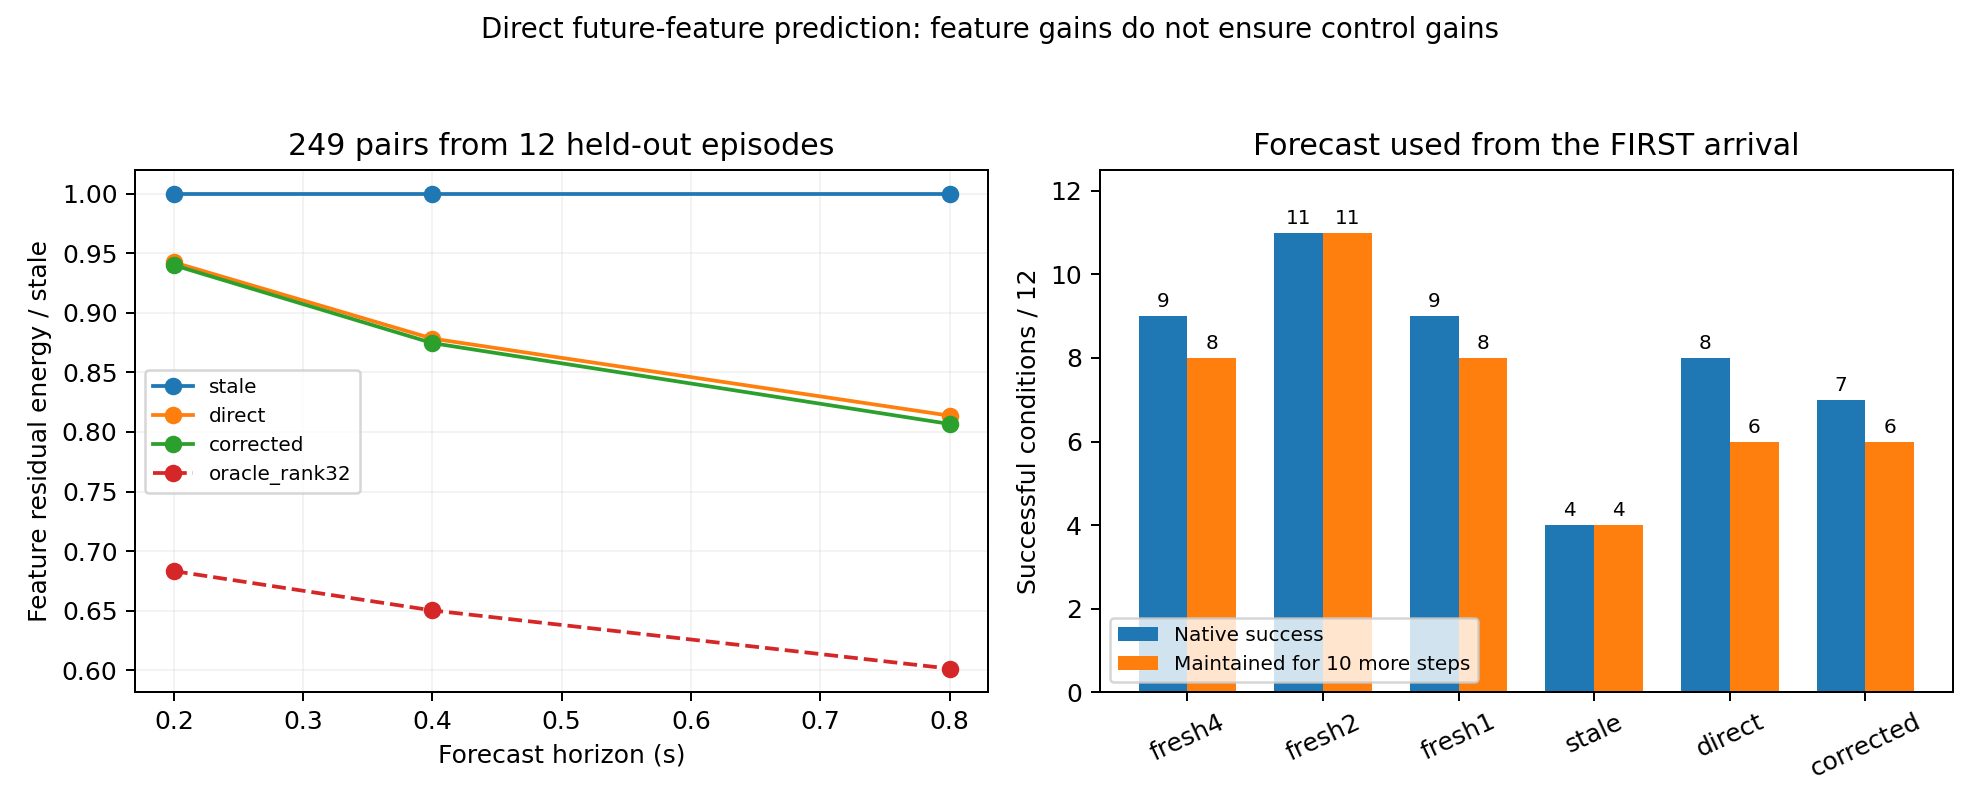 Direct future-feature prediction: feature gains do not ensure control gains
249 pairs from 12 held-out episodes
Feature residual energy / stale
1.00
0.95
0.90
0.85
0.80
0.75
0.70
0.65
0.60
stale
direct
corrected
oracle_rank32
0.2
0.3
0.4
0.5
0.6
0.7
0.8
Forecast horizon (s)
Forecast used from the FIRST arrival
Successful conditions / 12
12
10
8
6
4
2
0
9
8
11
11
9
8
4
4
8
6
7
6
Native success
Maintained for 10 more steps
fresh4
fresh2
fresh1
stale
direct
corrected